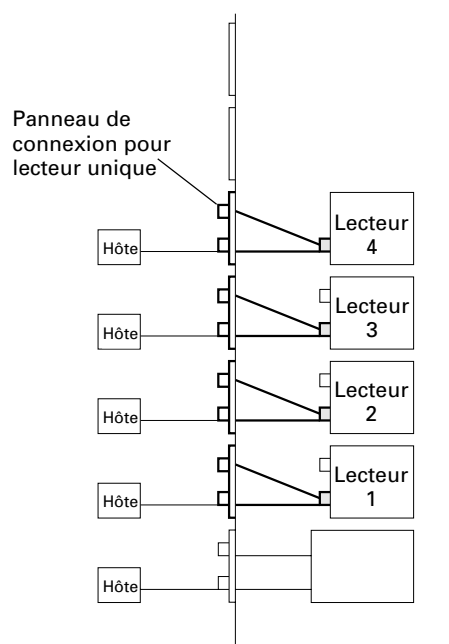 Panneau de
connexion pour
lecteur unique
Lecteur
4
Hôte
Lecteur
3
Hôte
Lecteur
2
Hôte
Lecteur
1
Hôte
Hôte